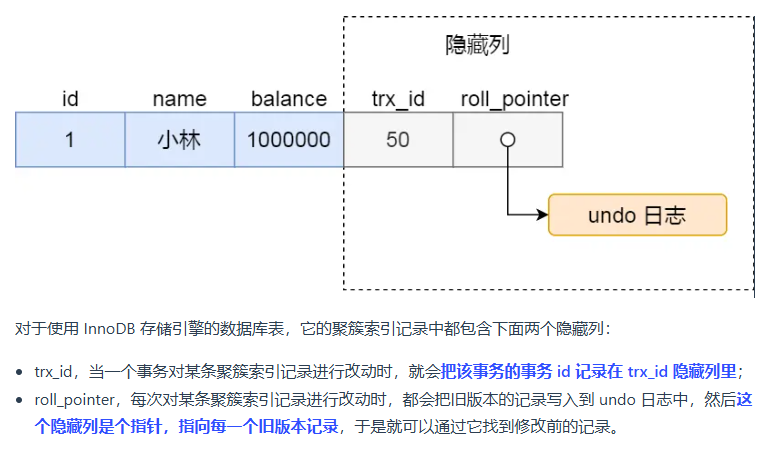 隐藏列
id name balance trx_id roll_pointer
1 小林 1000000 50
undo 日志
对于使用 InnoDB 存储引擎的数据库表，它的聚簇索引记录中都包含下面两个隐藏列：
• trx_id，当一个事务对某条聚簇索引记录进行改动时，就会把该事务的事务 id 记录在 trx_id 隐藏列里；
• roll_pointer，每次对某条聚簇索引记录进行改动时，都会把旧版本的记录写入到 undo 日志中，然后这
个隐藏列是个指针，指向每一个旧版本记录，于是就可以通过它找到修改前的记录。